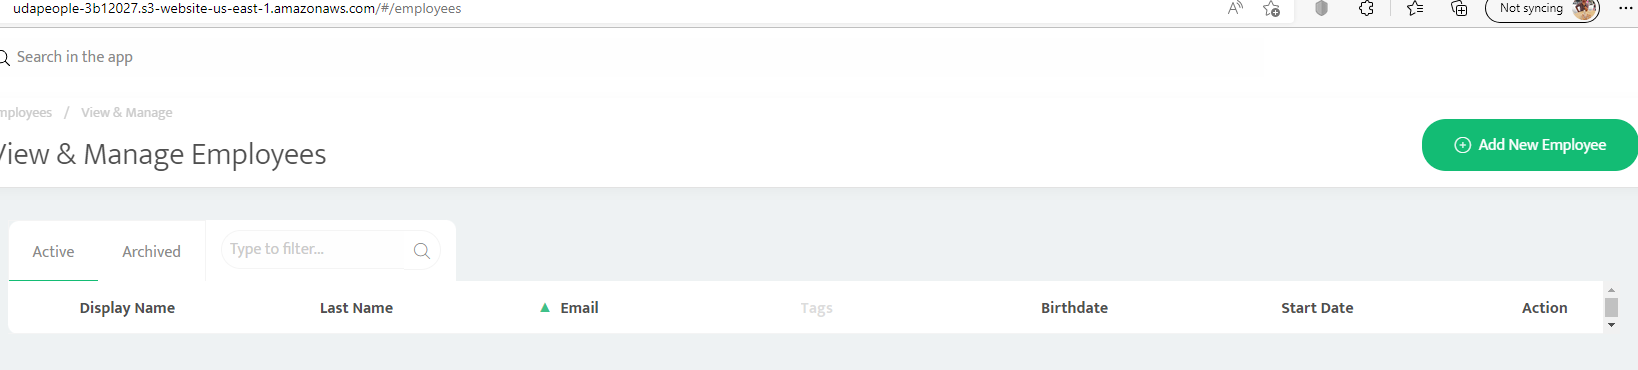 udapeople-3b12027.s3-website-us-east-1.amazonaws.com/#/employees
Not syncing
Search in the app
mployees / View & Manage
View & Manage Employees
Add New Employee
Active Archived Type to filter...
Display Name Last Name Email Tags Birthdate Start Date Action